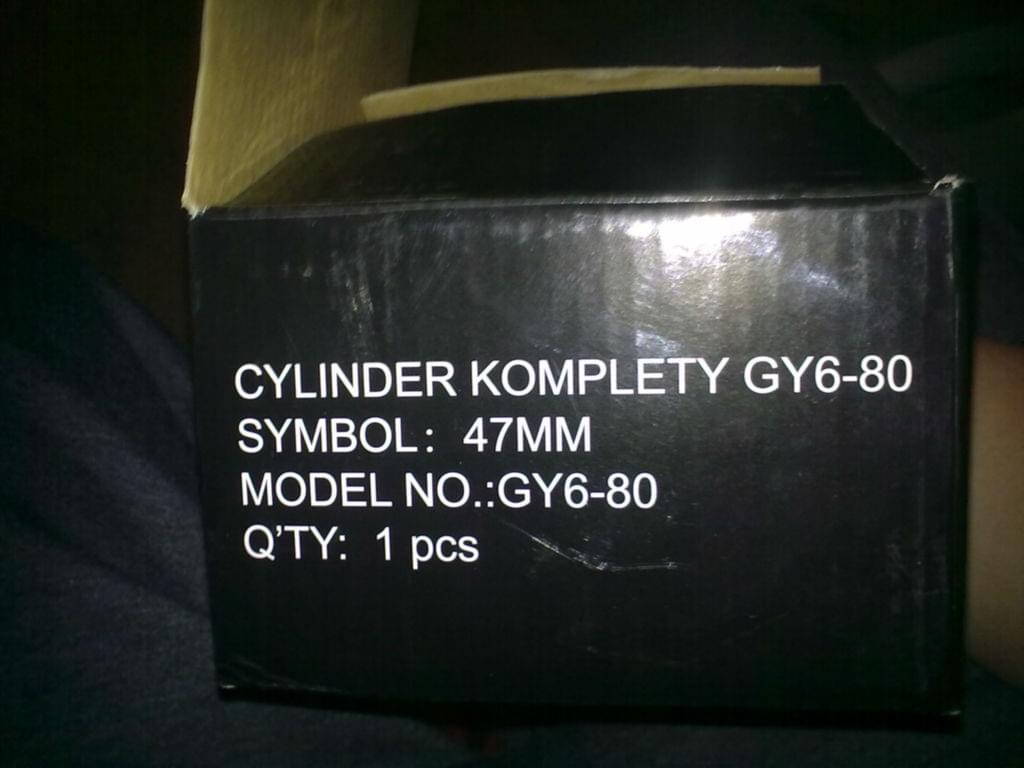 CYLINDER KOMPLETY GY6-80
SYMBOL: 47MM
MODEL NO.:GY6-80
Q'TY: 1 pcs